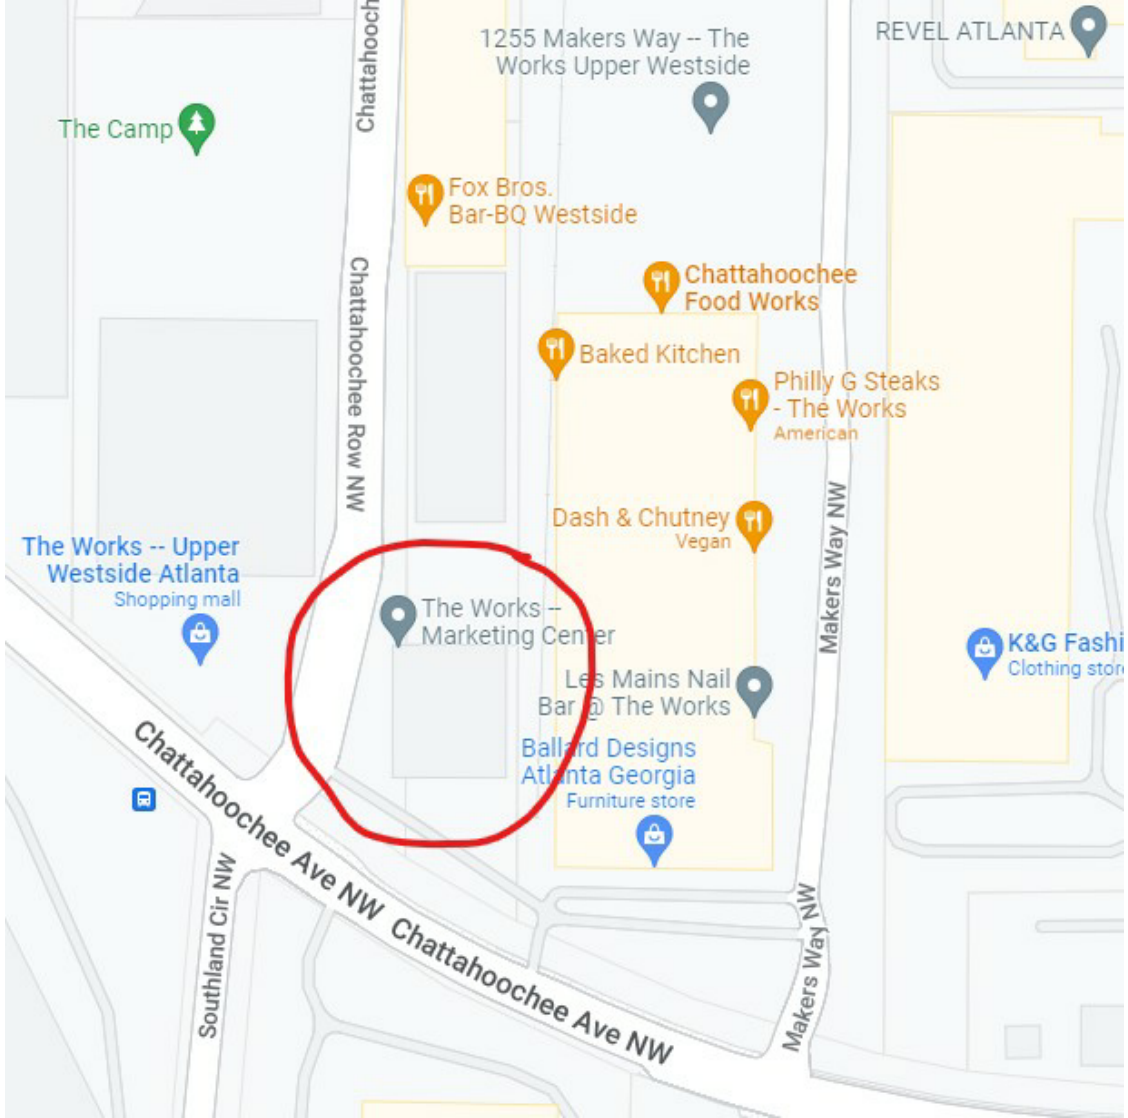 Chattahooch
1255 Makers Way -- The
Works Upper Westside
REVEL ATLANTA
The Camp
Fox Bros.
Bar-BQ Westside
Chattahoochee Row NW
Chattahoochee
Food Works
Baked Kitchen
Philly G Steaks
- The Works
American
Dash & Chutney
Vegan
Makers Way NW
The Works -- Upper
Westside Atlanta
Shopping mall
The Works --
Marketing Center
K&G Fashi
Clothing store
Les Mains Nail
Bar @ The Works
Ballard Designs
Atlanta Georgia
Furniture store
Chattahoochee Ave NW
Chattahoochee Ave NW
Southland Cir NW
Makers Way NW